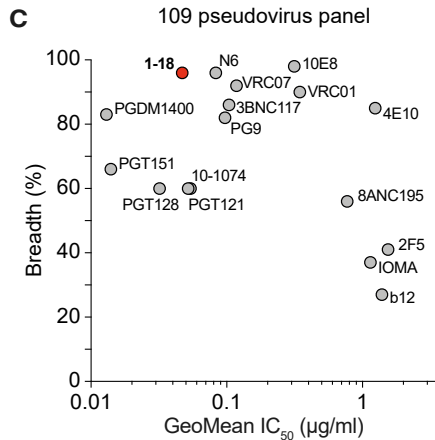 C
109 pseudovirus panel
Breadth (%)
100
80
60
40
20
0
1-18
N6
10E8
VRC07
VRC01
PGDM1400
3BNC117
4E10
PG9
PGT151
10-1074
PGT128
PGT121
8ANC195
2F5
IOMA
b12
0.01
0.1
1
GeoMean IC50 (µg/ml)